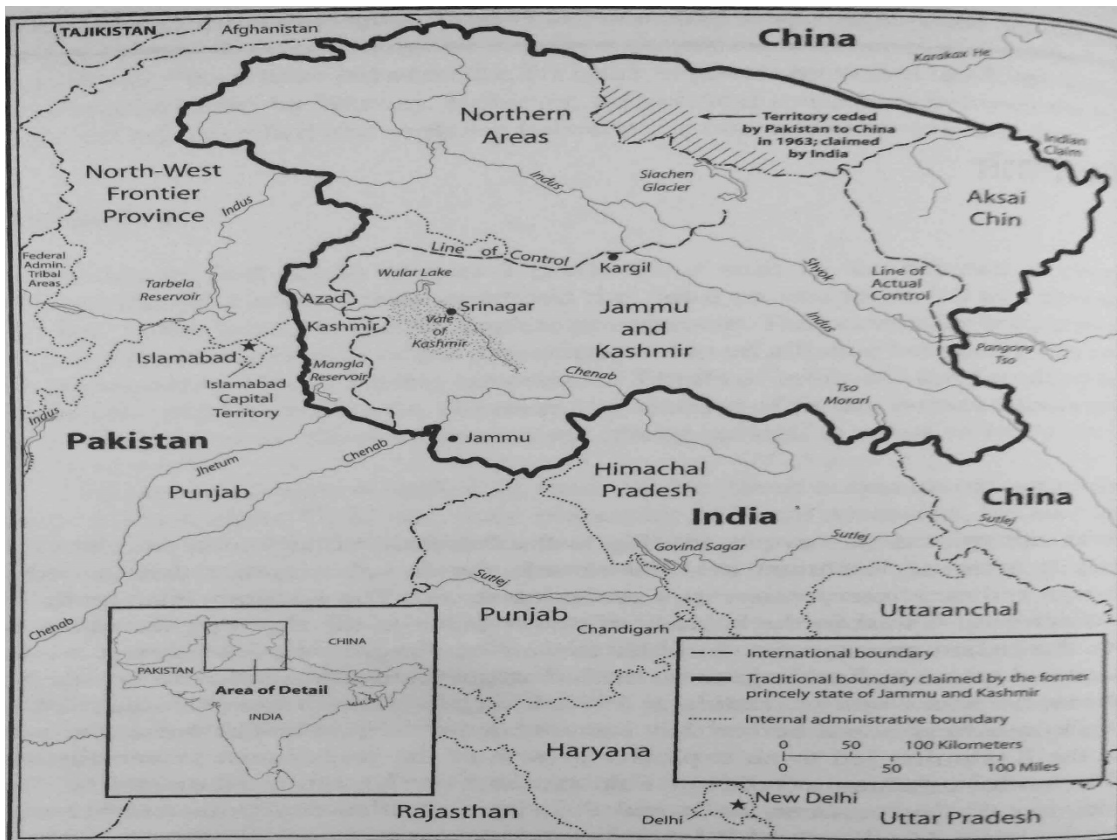 TAJIKISTAN
Afghanistan
China
Karakax He
Northern
Areas
Territory ceded
by Pakistan to China
in 1963; claimed
by India
Indian
Claim
North-West
Frontier
Province
Indus
Indus
Siachen
Glacier
Aksai
Chin
Federal
Admin.
Tribal
Areas
Tarbela
Reservoir
Line of Control
Kargil
Shyok
Line of
Actual
Control
Wular Lake
Azad
Kashmir
Srinagar
Vale
of
Kashmir
Jammu
and
Kashmir
Indus
Pangong
Tso
Islamabad
Islamabad
Capital
Territory
Mangla
Reservoir
Chenab
Tso
Morari
Indus
Pakistan
Jammu
Jhetum
Chenab
Punjab
Himachal
Pradesh
India
China
Sutlej
Govind Sagar
Sutlej
Sutlej
Punjab
Chandigarh
Uttaranchal
Chenab
CHINA
PAKISTAN
Area of Detail
INDIA
International boundary
Traditional boundary claimed by the former
princely state of Jammu and Kashmir
Internal administrative boundary
0 50 100 Kilometers
0 50 100 Miles
Haryana
Rajasthan
New Delhi
Delhi
Uttar Pradesh